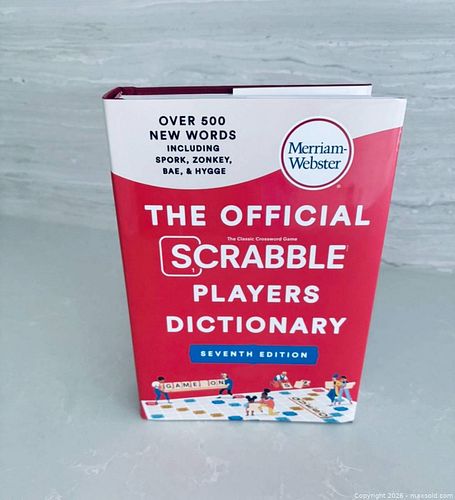 OVER 500
NEW WORDS
INCLUDING
SPORK, ZONKEY,
BAE, & HYGGE
Merriam-
Webster
®
THE OFFICIAL
The Classic Crossword Game
SCRABBLE
1
PLAYERS
DICTIONARY
SEVENTH EDITION
GAME ON
Copyright 2026 - maxsold.com